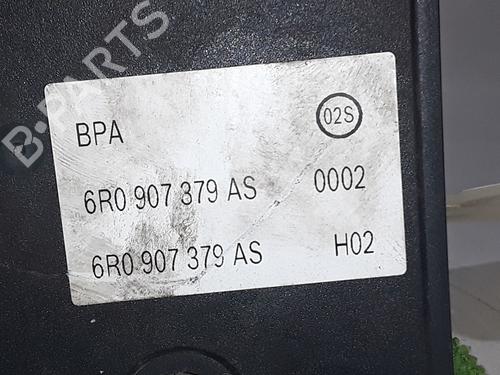 B-PARTS
BPA 02S
6R0 907 379 AS 0002
6R0 907 379 AS H02